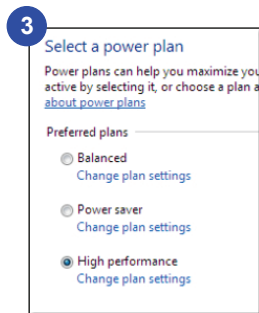 3
Select a power plan
Power plans can help you maximize you
active by selecting it, or choose a plan a
about power plans
Preferred plans
Balanced
Change plan settings
Power saver
Change plan settings
High performance
Change plan settings